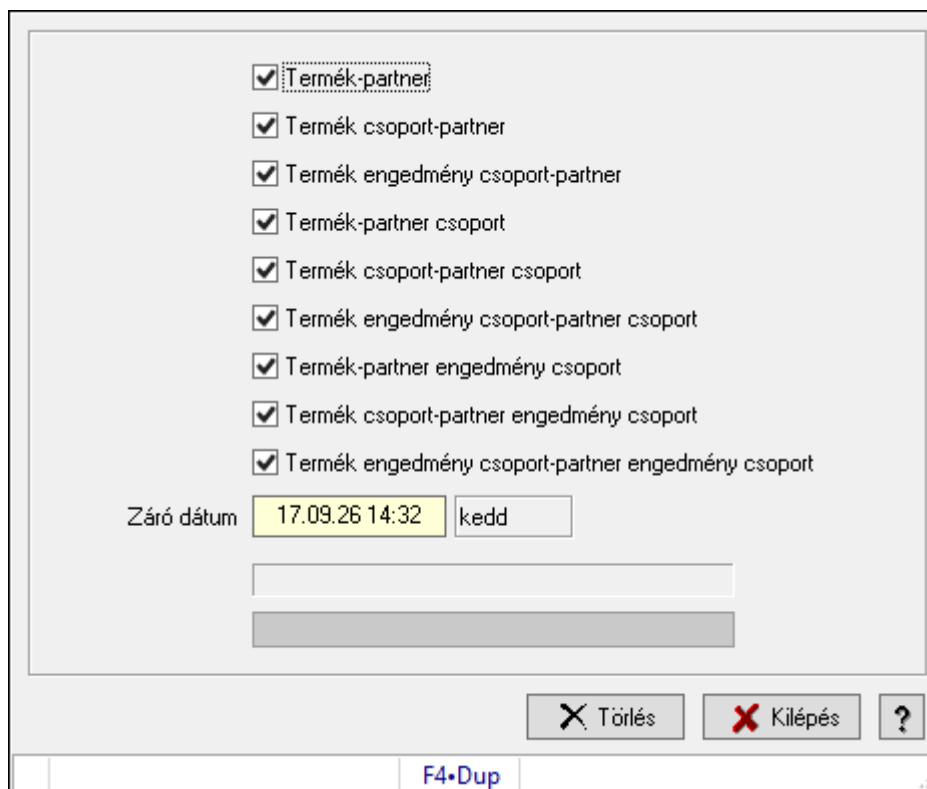 Termék-partner
Termék csoport-partner
Termék engedmény csoport-partner
Termék-partner csoport
Termék csoport-partner csoport
Termék engedmény csoport-partner csoport
Termék-partner engedmény csoport
Termék csoport-partner engedmény csoport
Termék engedmény csoport-partner engedmény csoport
Záró dátum 17.09.26 14:32 kedd
Törlés Kilépés ?
F4•Dup